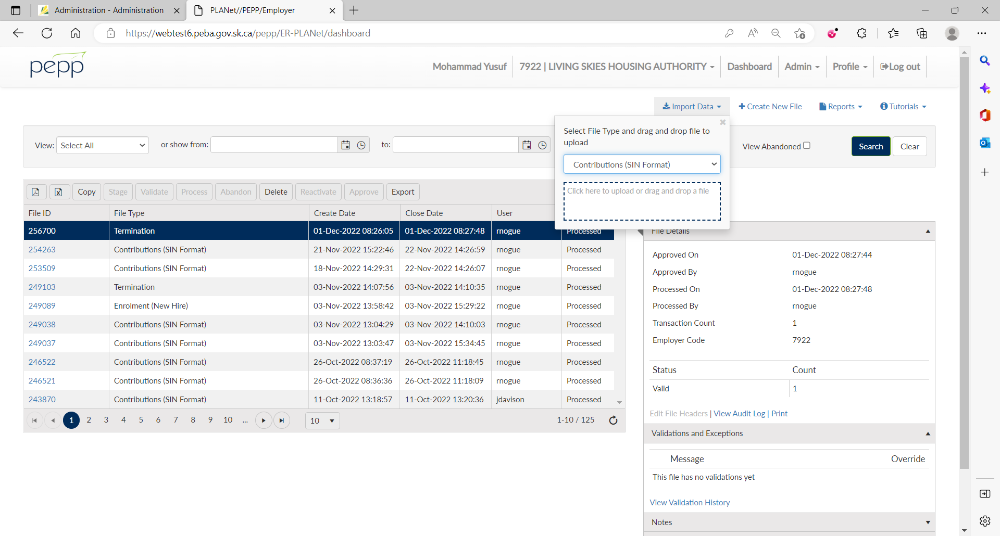 Administration - Administration
PLANet//PEPP/Employer
https://webtest6.peba.gov.sk.ca/pepp/ER-PLANet/dashboard
pepp
Mohammad Yusuf
7922 | LIVING SKIES HOUSING AUTHORITY
Dashboard
Admin
Profile
Log out
Import Data
Create New File
Reports
Tutorials
Select File Type and drag and drop file to
upload
Contributions (SIN Format)
Click here to upload or drag and drop a file
View: Select All
or show from:
to:
View Abandoned
Search
Clear
Copy Stage Validate Process Abandon Delete Reactivate Approve Export
File ID File Type Create Date Close Date User
256700 Termination 01-Dec-2022 08:26:05 01-Dec-2022 08:27:48 rnogue Processed
254263 Contributions (SIN Format) 21-Nov-2022 15:22:46 22-Nov-2022 14:26:59 rnogue Processed
253509 Contributions (SIN Format) 18-Nov-2022 14:29:31 22-Nov-2022 14:26:07 rnogue Processed
249103 Termination 03-Nov-2022 14:07:56 03-Nov-2022 14:10:35 rnogue Processed
249089 Enrolment (New Hire) 03-Nov-2022 13:58:42 03-Nov-2022 15:29:22 rnogue Processed
249038 Contributions (SIN Format) 03-Nov-2022 13:04:29 03-Nov-2022 14:10:03 rnogue Processed
249037 Contributions (SIN Format) 03-Nov-2022 13:03:47 03-Nov-2022 15:34:45 rnogue Processed
246522 Contributions (SIN Format) 26-Oct-2022 08:37:19 26-Oct-2022 11:18:45 rnogue Processed
246521 Contributions (SIN Format) 26-Oct-2022 08:36:36 26-Oct-2022 11:18:09 rnogue Processed
243870 Contributions (SIN Format) 11-Oct-2022 13:18:57 11-Oct-2022 13:20:36 jdavison Processed
1 2 3 4 5 6 7 8 9 10 ... 10 1-10 / 125
File Details
Approved On 01-Dec-2022 08:27:44
Approved By rnogue
Processed On 01-Dec-2022 08:27:48
Processed By rnogue
Transaction Count 1
Employer Code 7922
Status Count
Valid 1
Edit File Headers | View Audit Log | Print
Validations and Exceptions
Message Override
This file has no validations yet
View Validation History
Notes